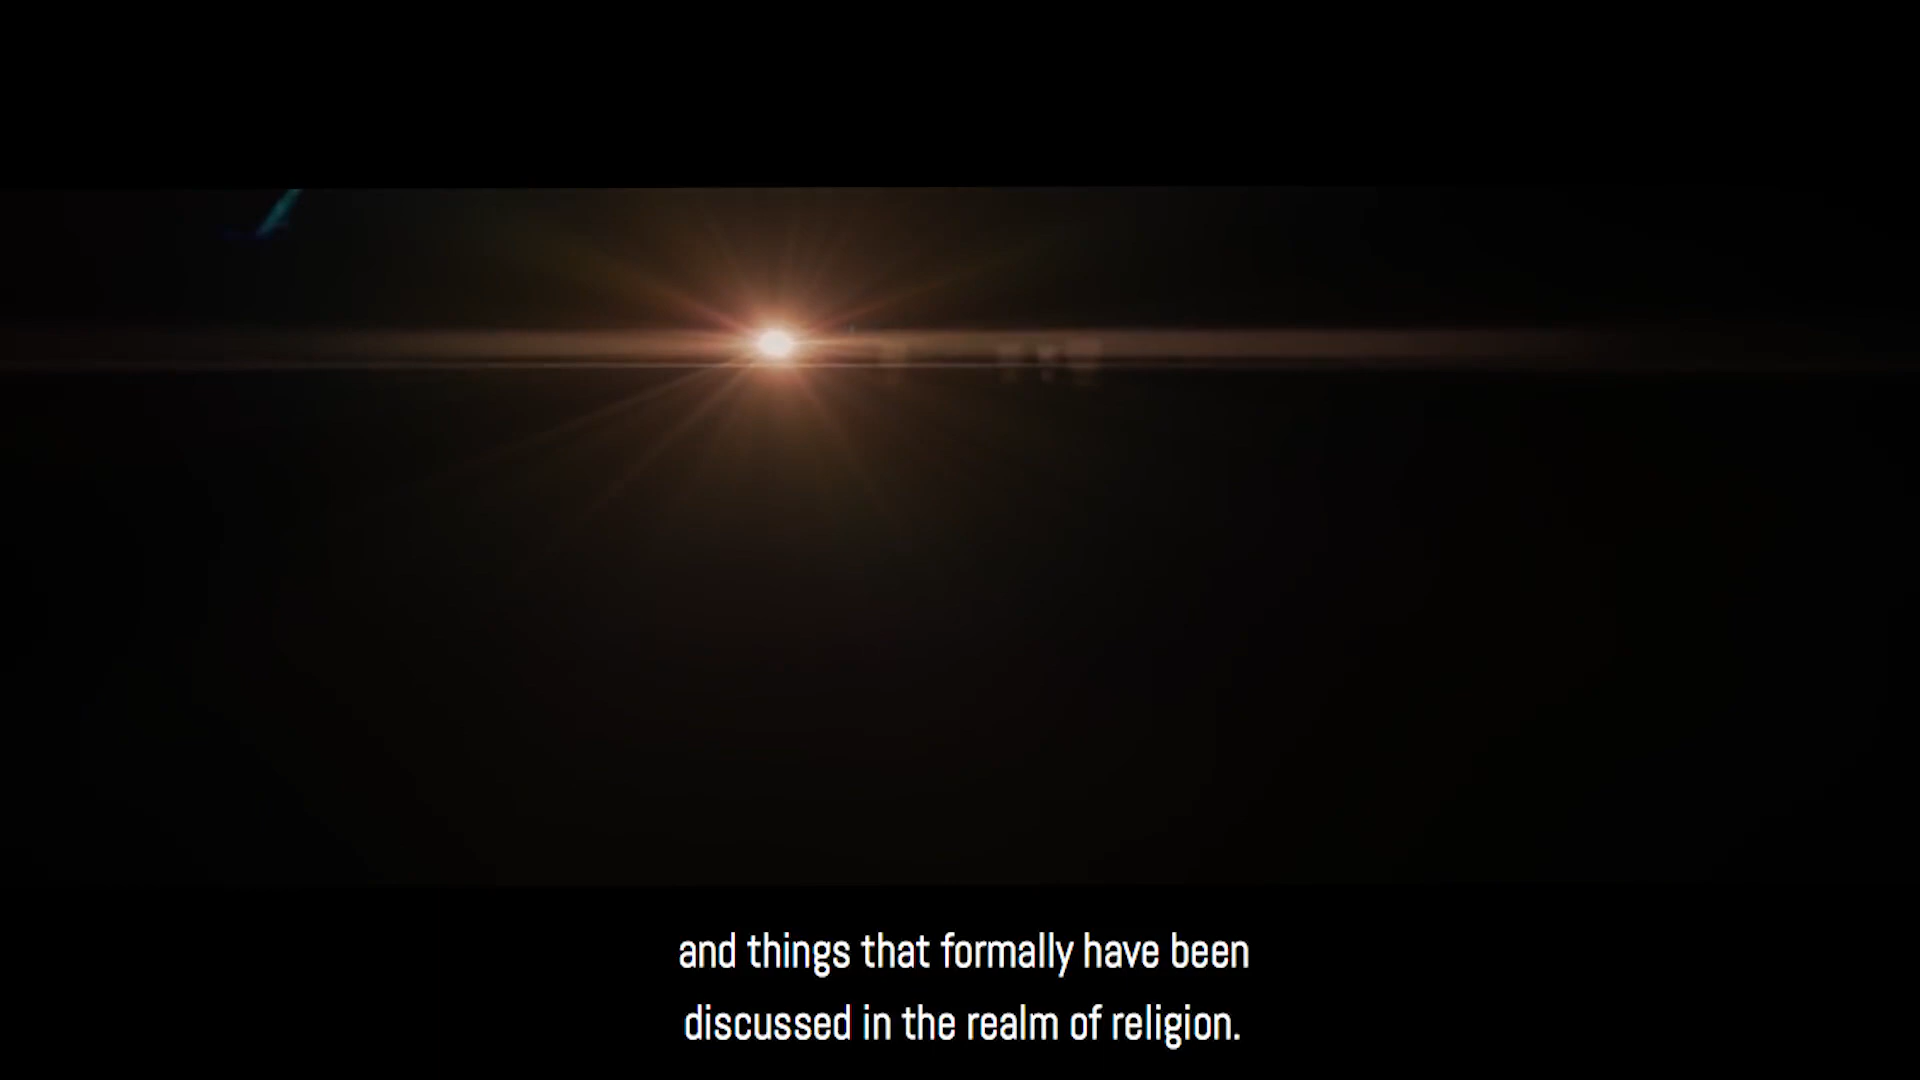 and things that formally have been
discussed in the realm of religion.